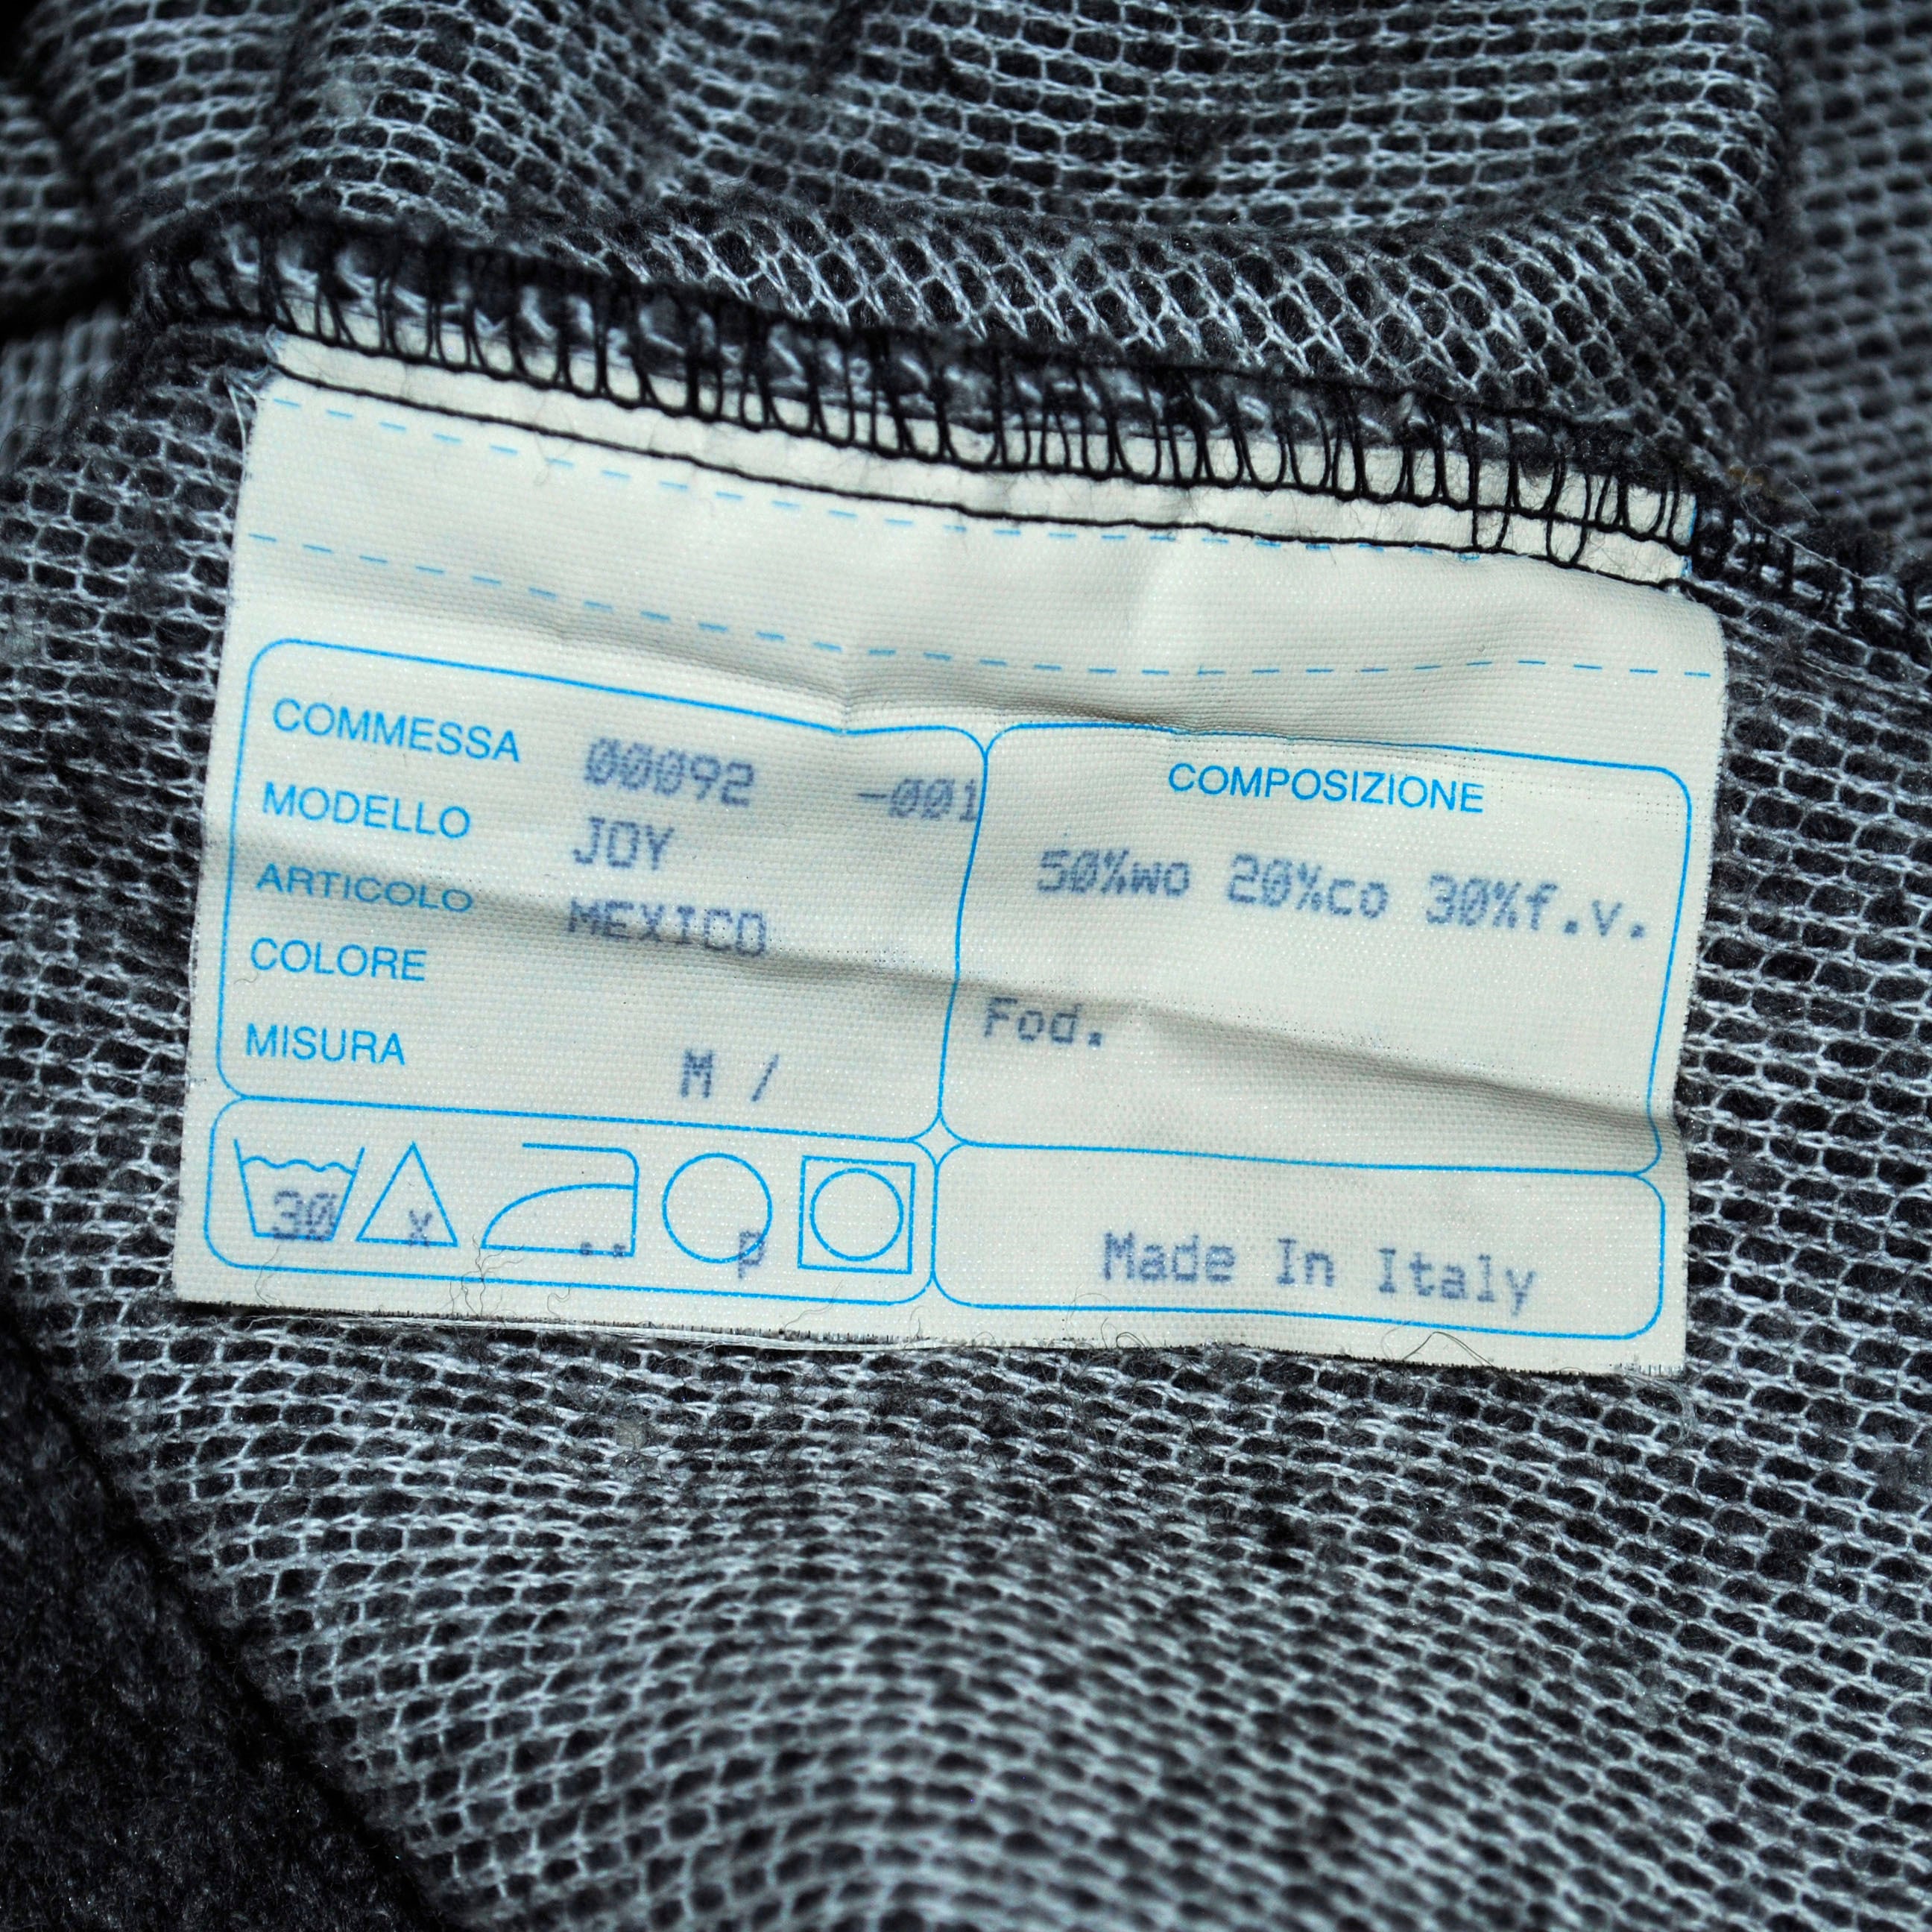 COMMESSA 00092 -001
MODELLO JOY
ARTICOLO MEXICO
COLORE
MISURA M /
COMPOSIZIONE
50%wo 20%co 30%f.v.
Fod.
30 x .. p
Made In Italy